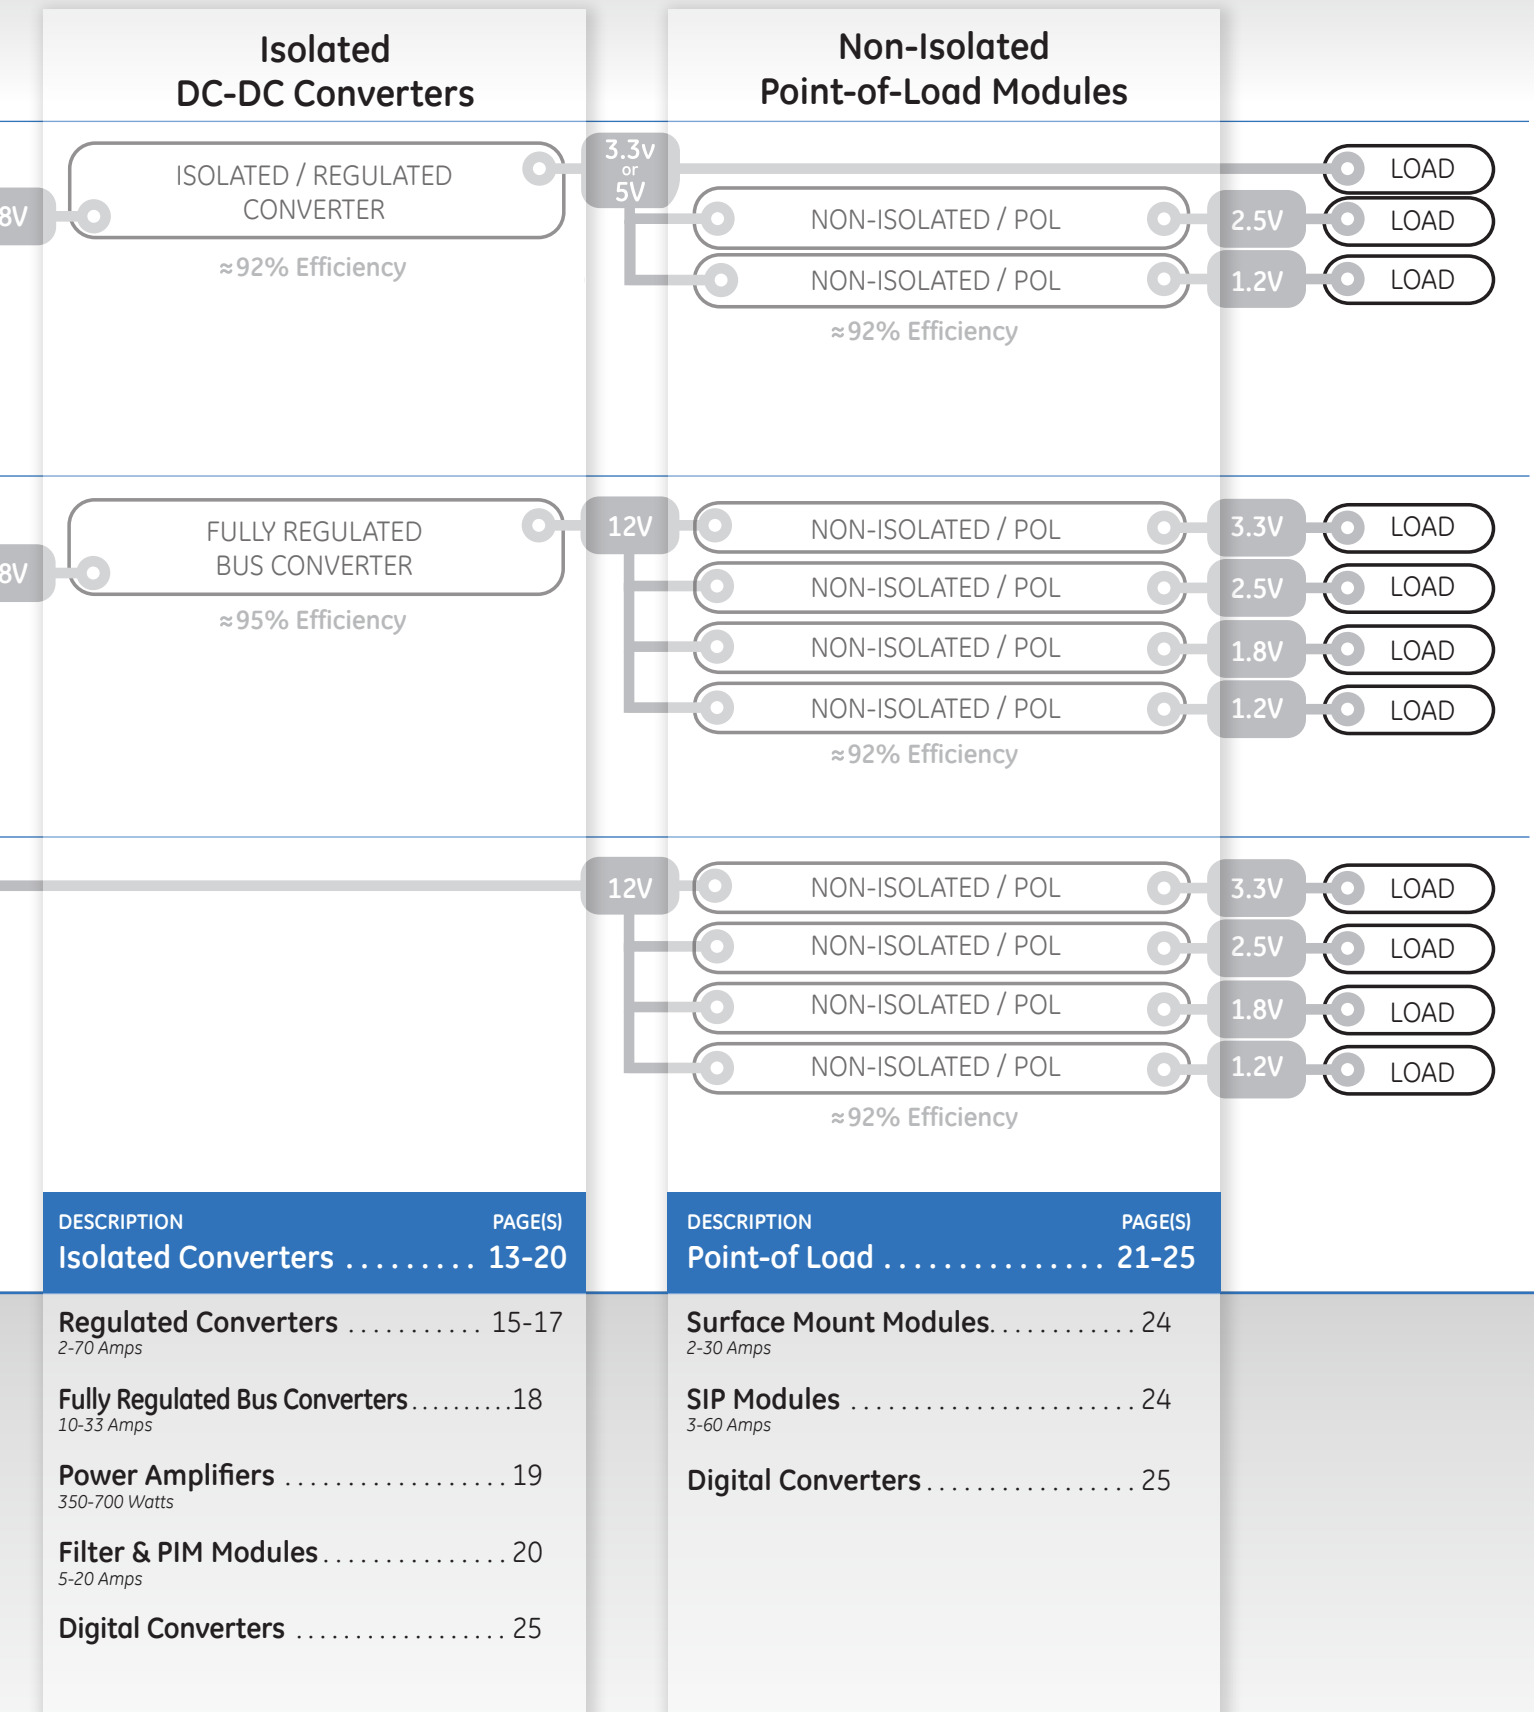 Isolated
DC-DC Converters
Non-Isolated
Point-of-Load Modules
8V
ISOLATED / REGULATED
CONVERTER
≈92% Efficiency
3.3v
or
5V
LOAD
NON-ISOLATED / POL
2.5V
LOAD
NON-ISOLATED / POL
1.2V
LOAD
≈92% Efficiency
8V
FULLY REGULATED
BUS CONVERTER
≈95% Efficiency
12V
NON-ISOLATED / POL
3.3V
LOAD
NON-ISOLATED / POL
2.5V
LOAD
NON-ISOLATED / POL
1.8V
LOAD
NON-ISOLATED / POL
1.2V
LOAD
≈92% Efficiency
12V
NON-ISOLATED / POL
3.3V
LOAD
NON-ISOLATED / POL
2.5V
LOAD
NON-ISOLATED / POL
1.8V
LOAD
NON-ISOLATED / POL
1.2V
LOAD
≈92% Efficiency
DESCRIPTION PAGE(S)
Isolated Converters ......... 13-20
Regulated Converters ........... 15-17
2-70 Amps
Fully Regulated Bus Converters..........18
10-33 Amps
Power Amplifiers .................. 19
350-700 Watts
Filter & PIM Modules............... 20
5-20 Amps
Digital Converters ................. 25
DESCRIPTION PAGE(S)
Point-of Load ............... 21-25
Surface Mount Modules............ 24
2-30 Amps
SIP Modules ....................... 24
3-60 Amps
Digital Converters................. 25